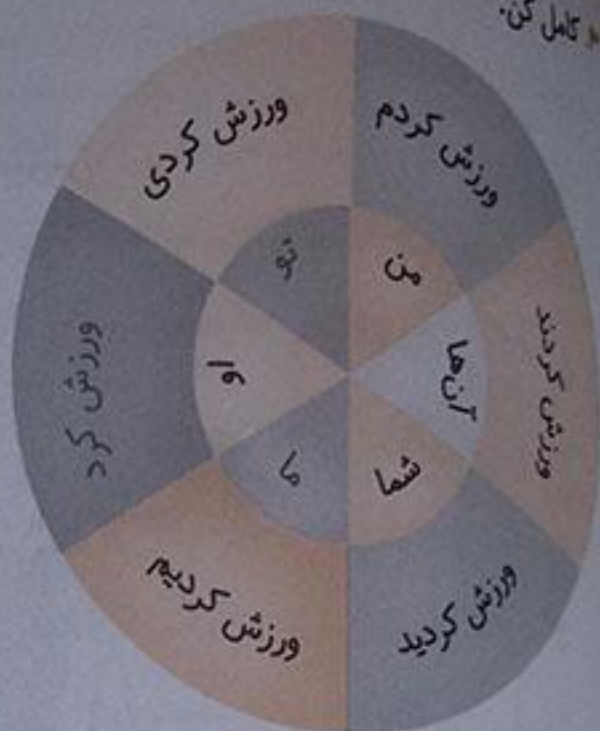 کامل کن.
ورزش کردم
من
ورزش کردی
تو
ورزش کرد
او
ورزش کردیم
ما
ورزش کردید
شما
ورزش کردند
آن‌ها